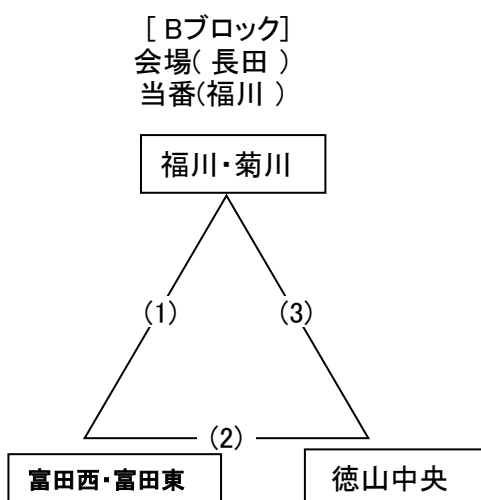 [ Bブロック]
会場( 長田 )
当番(福川 )
福川・菊川
(1)
(3)
(2)
富田西・富田東
徳山中央